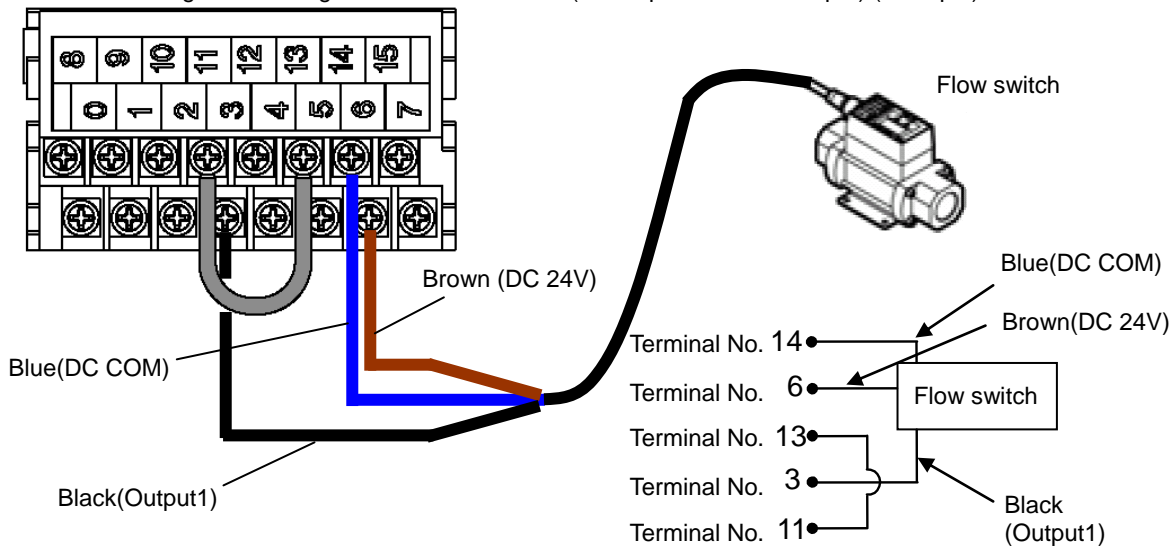 8 9 10 11 12 13 14 15
0 1 2 3 4 5 6 7
Flow switch
Brown (DC 24V)
Blue(DC COM)
Black(Output1)
Blue(DC COM)
Brown(DC 24V)
Terminal No. 14
Terminal No. 6
Flow switch
Terminal No. 13
Terminal No. 3
Terminal No. 11
Black
(Output1)